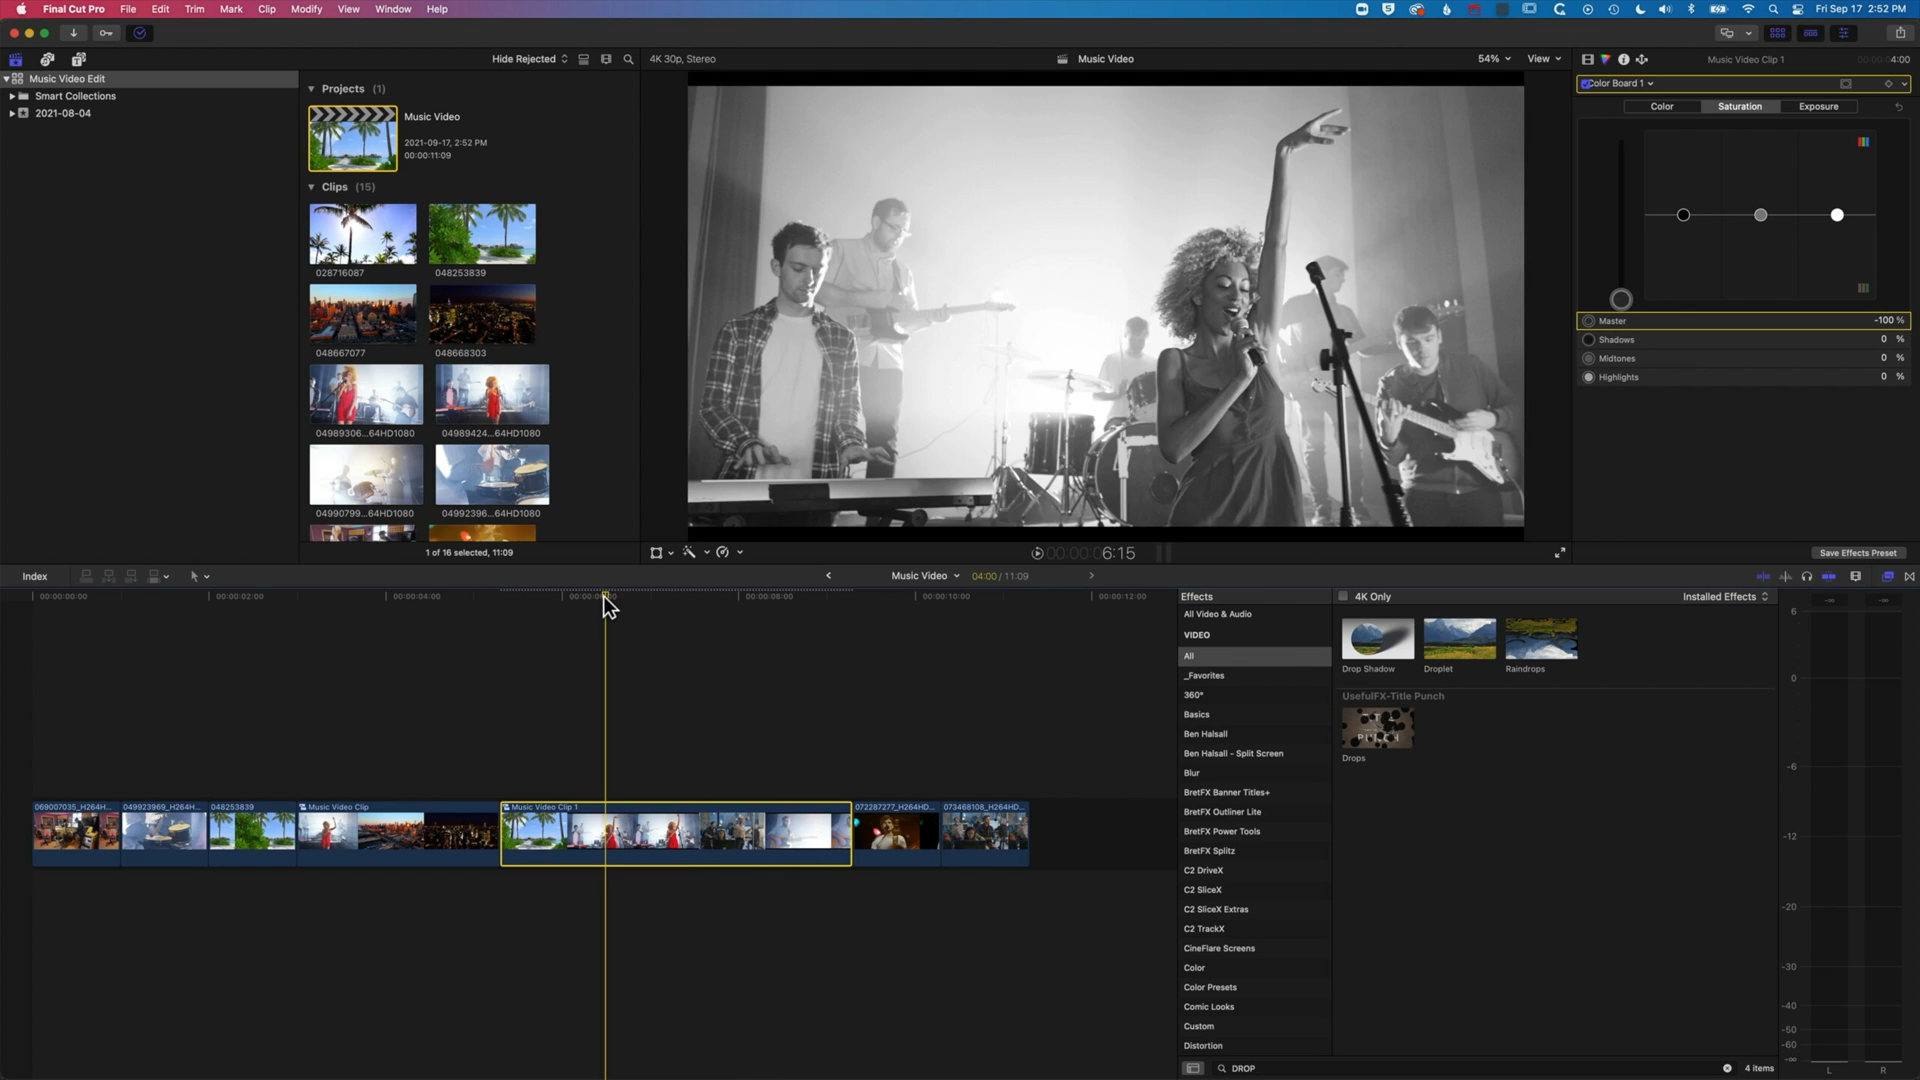 Final Cut Pro File Edit Trim Mark Clip Modify View Window Help Fri Sep 17 2:52 PM
Hide Rejected 4K 30p, Stereo Music Video 54% View Music Video Clip 1 4:00
Music Video Edit
Smart Collections
2021-08-04
Projects (1)
Music Video
2021-09-17, 2:52 PM
00:00:11:09
Clips (15)
028716087 048253839
048667077 048668303
04989306...64HD1080 04989424...64HD1080
04990799...64HD1080 04992396...64HD1080
1 of 16 selected, 11:09
Color Board 1
Color Saturation Exposure
Master -100 %
Shadows 0 %
Midtones 0 %
Highlights 0 %
00:00:00:06:15
Save Effects Preset
Index Music Video 04:00 / 11:09
00:00:00:00 00:00:02:00 00:00:04:00 00:00:08:00 00:00:10:00 00:00:12:00
069007035_H264H... 049923969_H264H... 048253839 Music Video Clip Music Video Clip 1 072287277_H264HD... 073468108_H264HD...
Effects 4K Only Installed Effects
All Video & Audio
VIDEO
All
_Favorites
360°
Basics
Ben Halsall
Ben Halsall - Split Screen
Blur
BretFX Banner Titles+
BretFX Outliner Lite
BretFX Power Tools
BretFX Splitz
C2 DriveX
C2 SliceX
C2 SliceX Extras
C2 TrackX
CineFlare Screens
Color
Color Presets
Comic Looks
Custom
Distortion
Drop Shadow Droplet Raindrops
UsefulFX-Title Punch
Drops
DROP 4 items
6
0
-6
-12
-20
-30
-40
-50
-60
-∞
L R